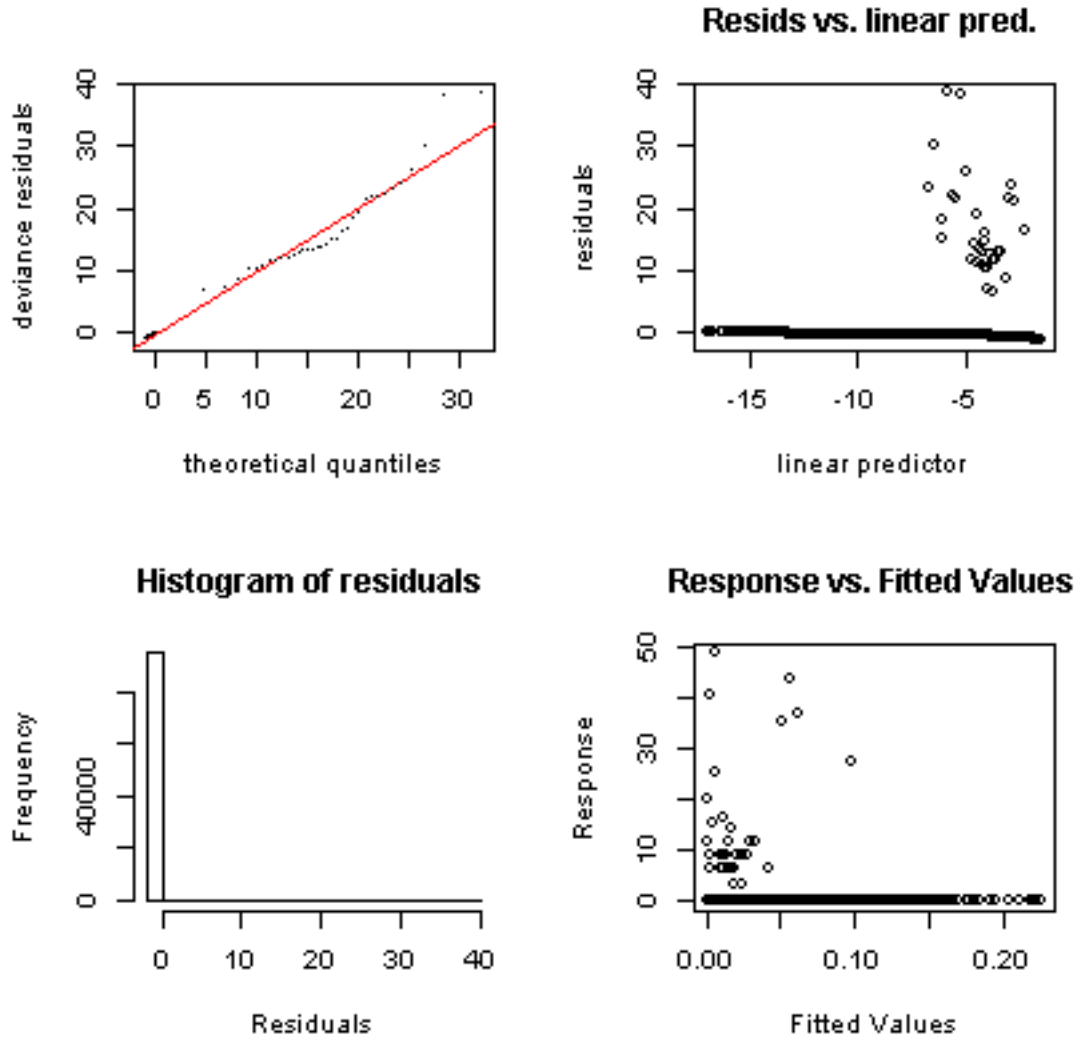 deviance residuals
0 10 20 30 40
0 5 10 20 30
theoretical quantiles
Resids vs. linear pred.
residuals
0 10 20 30 40
-15 -10 -5
linear predictor
Histogram of residuals
Frequency
0 40000
0 10 20 30 40
Residuals
Response vs. Fitted Values
Response
0 10 30 50
0.00 0.10 0.20
Fitted Values